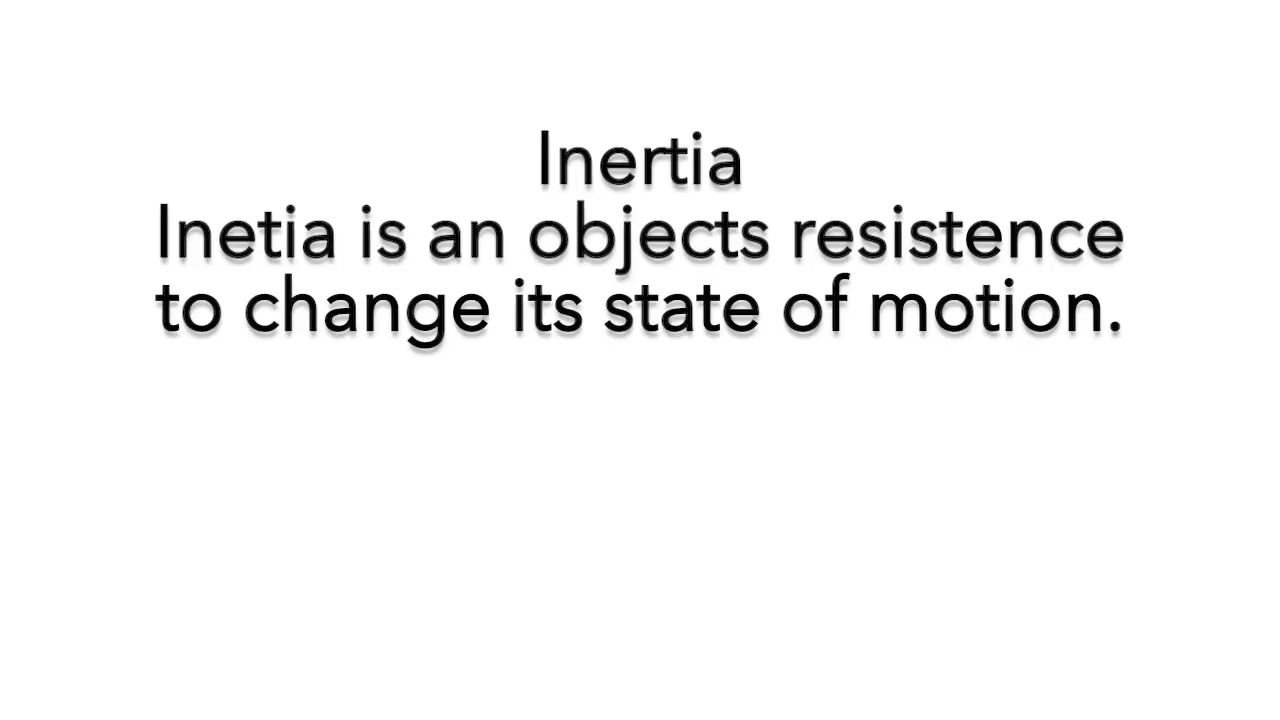 Inertia
Inetia is an objects resistence
to change its state of motion.